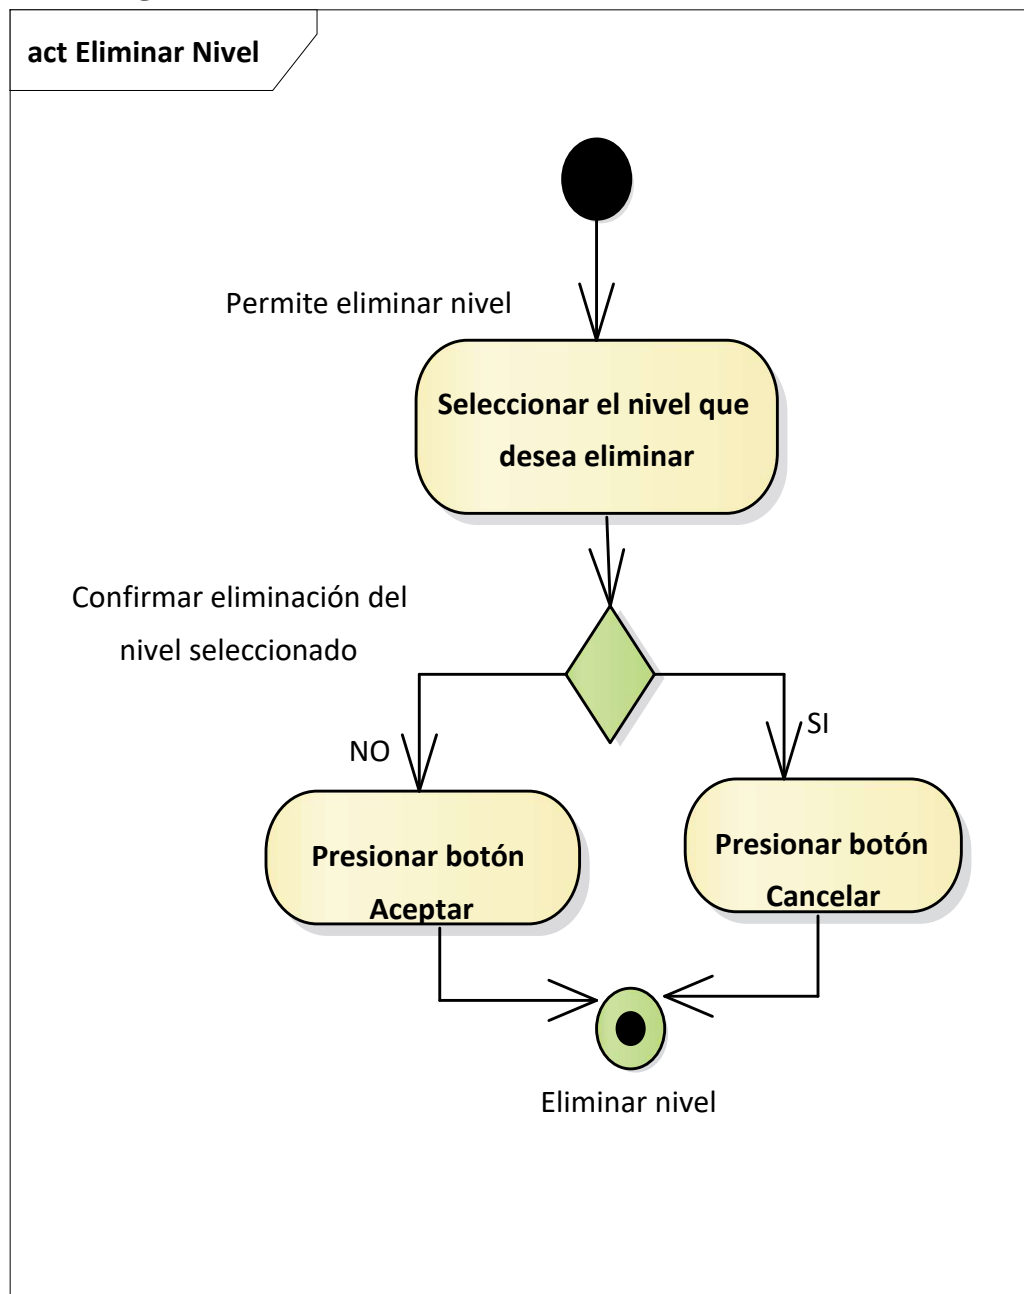 act Eliminar Nivel
Permite eliminar nivel
Seleccionar el nivel que
desea eliminar
Confirmar eliminación del
nivel seleccionado
NO
SI
Presionar botón
Aceptar
Presionar botón
Cancelar
Eliminar nivel